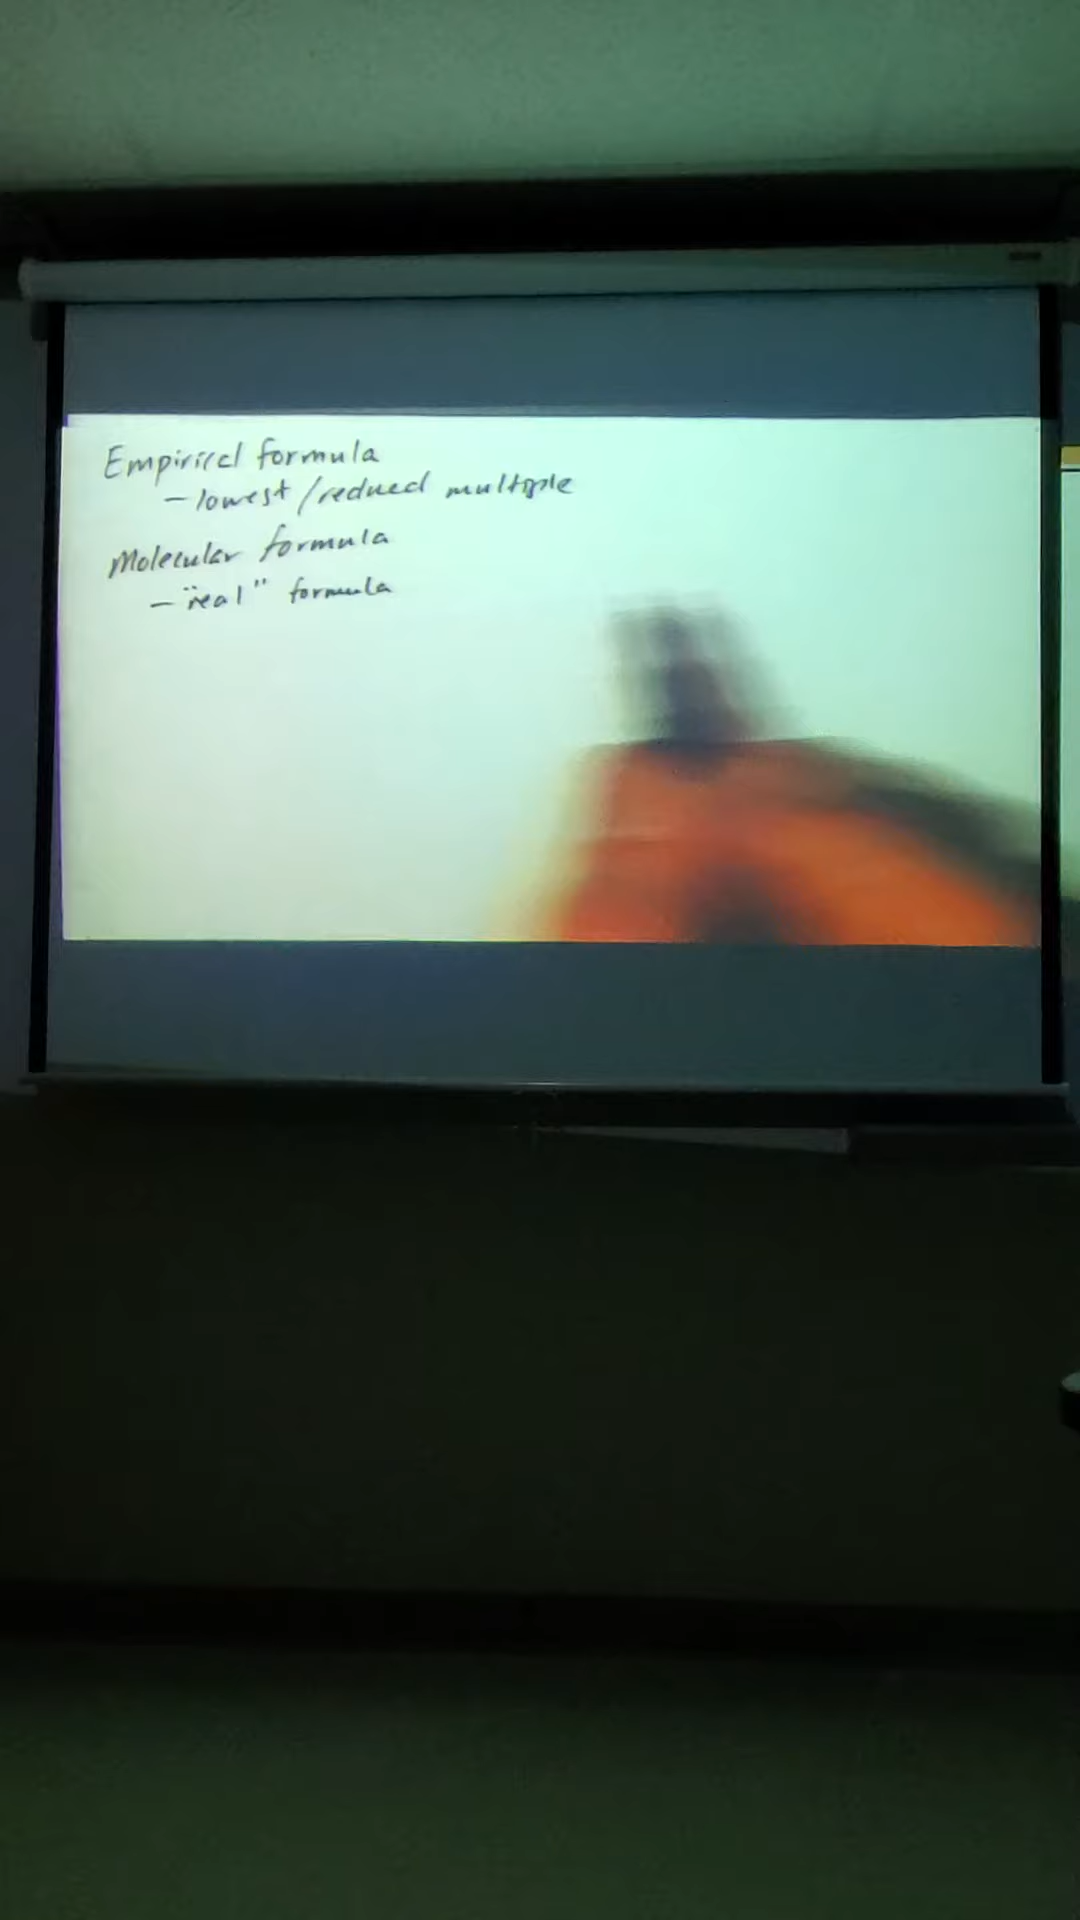 Empirical formula
- lowest/reduced multiple
Molecular formula
- "real" formula